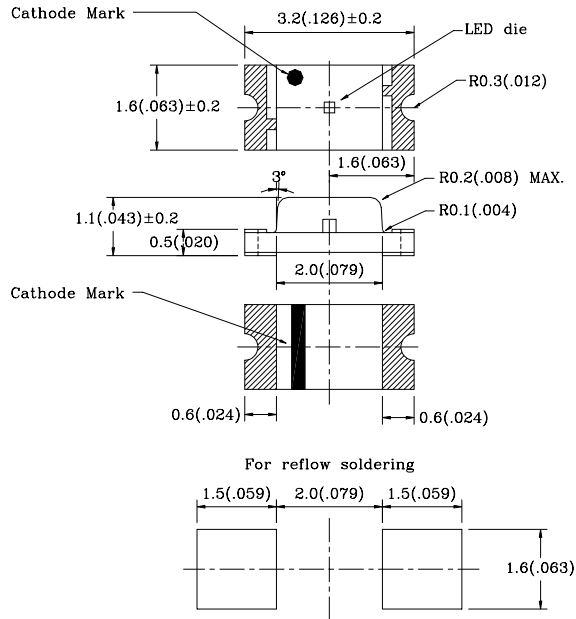 Cathode Mark
3.2(.126)±0.2
LED die
R0.3(.012)
1.6(.063)±0.2
1.6(.063)
3°
R0.2(.008) MAX.
1.1(.043)±0.2
R0.1(.004)
0.5(.020)
2.0(.079)
Cathode Mark
0.6(.024)
0.6(.024)
For reflow soldering
1.5(.059)
2.0(.079)
1.5(.059)
1.6(.063)